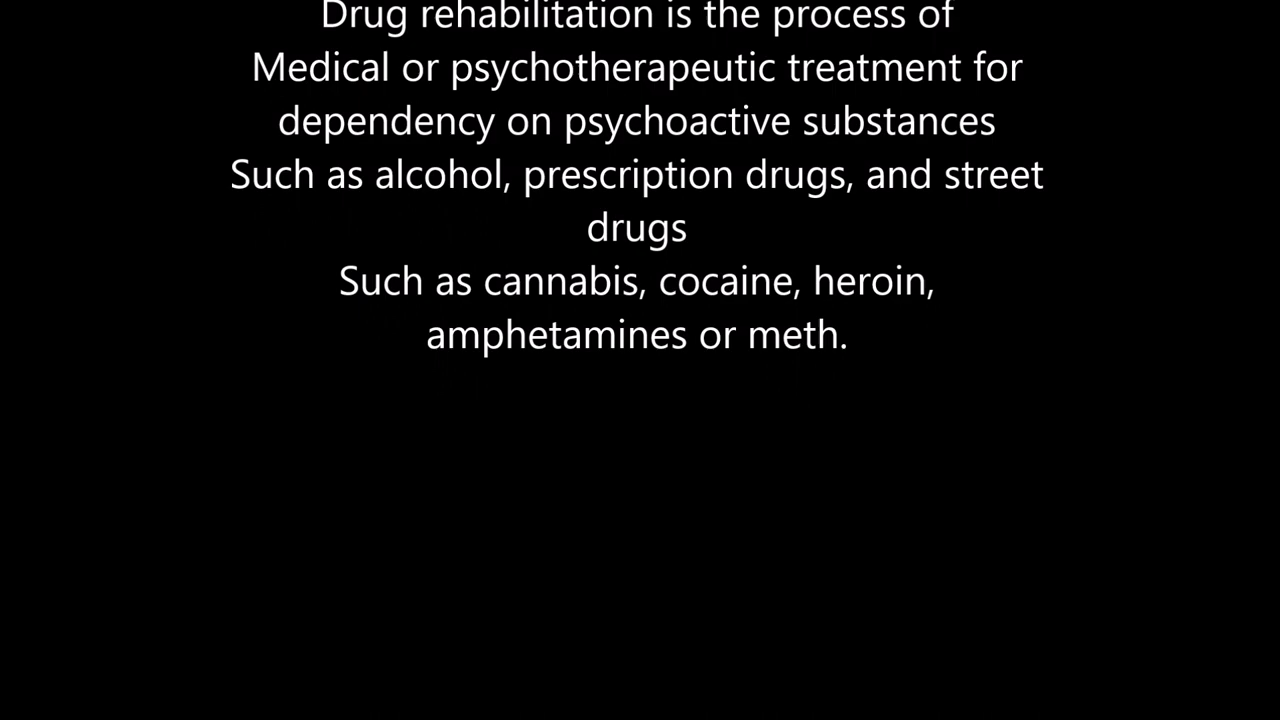 Drug rehabilitation is the process of
Medical or psychotherapeutic treatment for
dependency on psychoactive substances
Such as alcohol, prescription drugs, and street
drugs
Such as cannabis, cocaine, heroin,
amphetamines or meth.